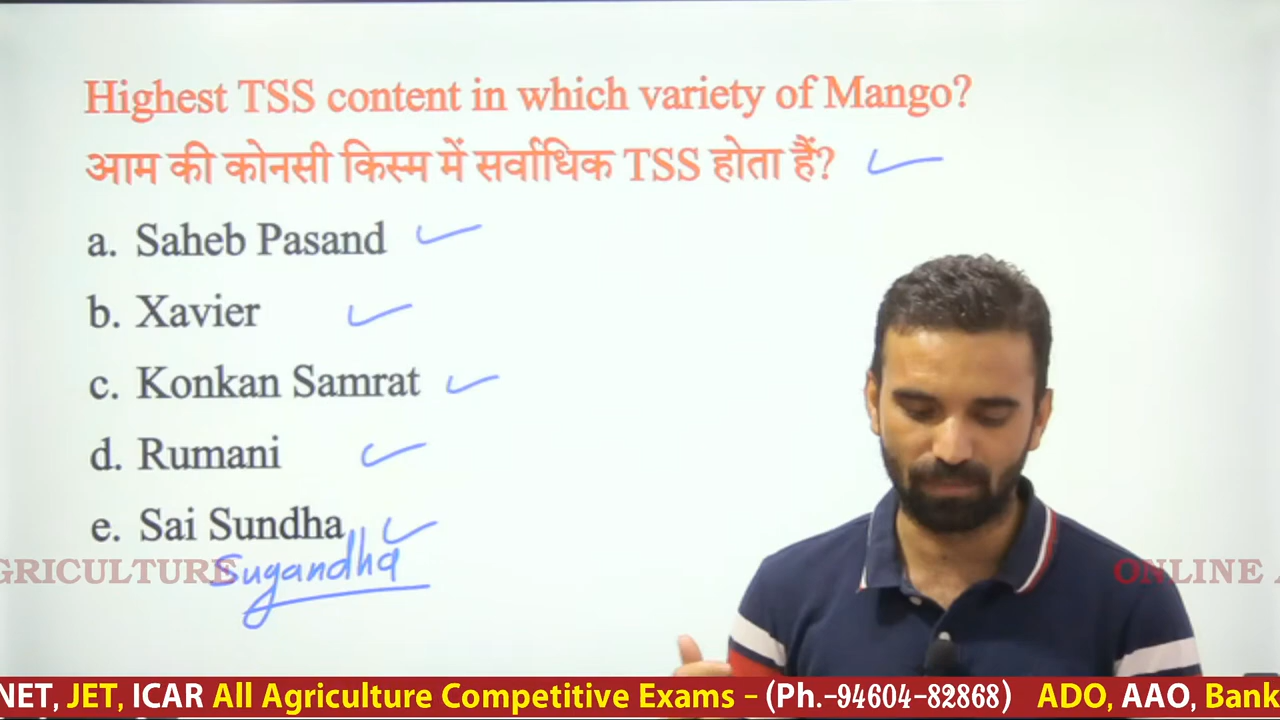 Highest TSS content in which variety of Mango?
आम की कोनसी किस्म में सर्वाधिक TSS होता हैं?
a. Saheb Pasand
b. Xavier
c. Konkan Samrat
d. Rumani
e. Sai Sundha
Sugandha
GRICULTURE
ONLINE
NET, JET, ICAR All Agriculture Competitive Exams – (Ph.-94604-82868) ADO, AAO, Bank